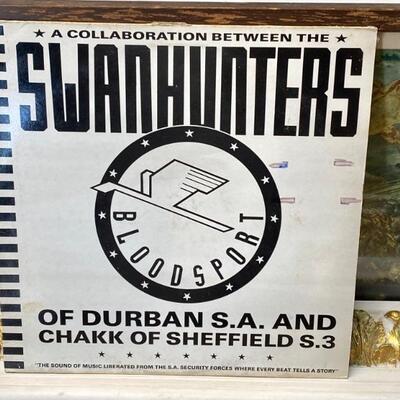 ★ A COLLABORATION BETWEEN THE ★
SWANHUNTERS
BLOODSPORT
OF DURBAN S.A. AND
CHAKK OF SHEFFIELD S.3
"THE SOUND OF MUSIC LIBERATED FROM THE S.A. SECURITY FORCES WHERE EVERY BEAT TELLS A STORY"